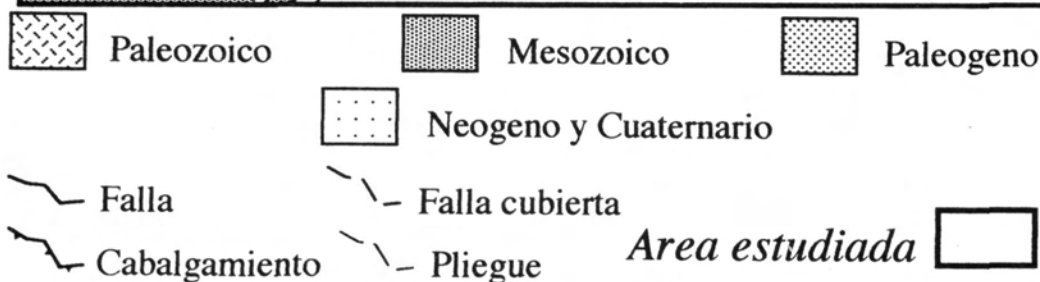 Paleozoico Mesozoico Paleogeno
Neogeno y Cuaternario
Falla Falla cubierta
Cabalgamiento Pliegue Area estudiada